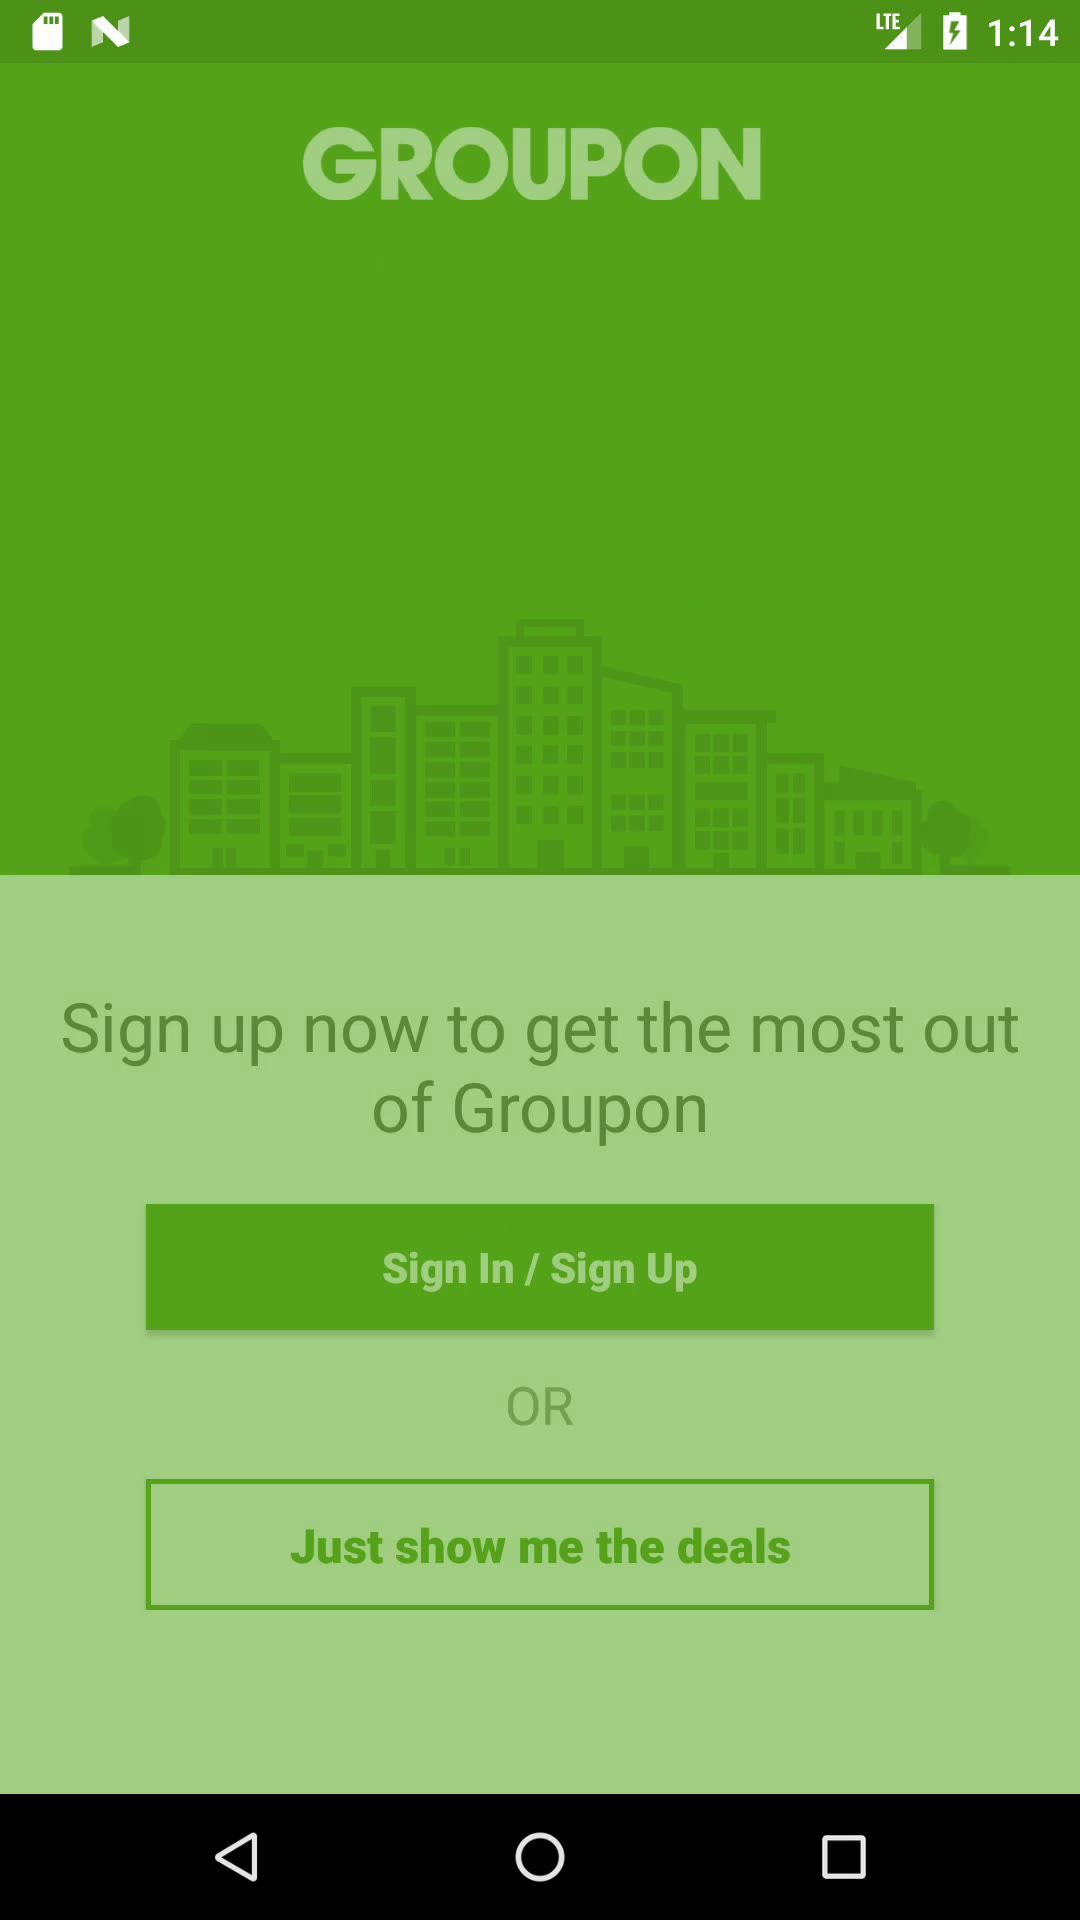 LTE 1:14
GROUPON
Sign up now to get the most out
of Groupon
Sign In / Sign Up
OR
Just show me the deals